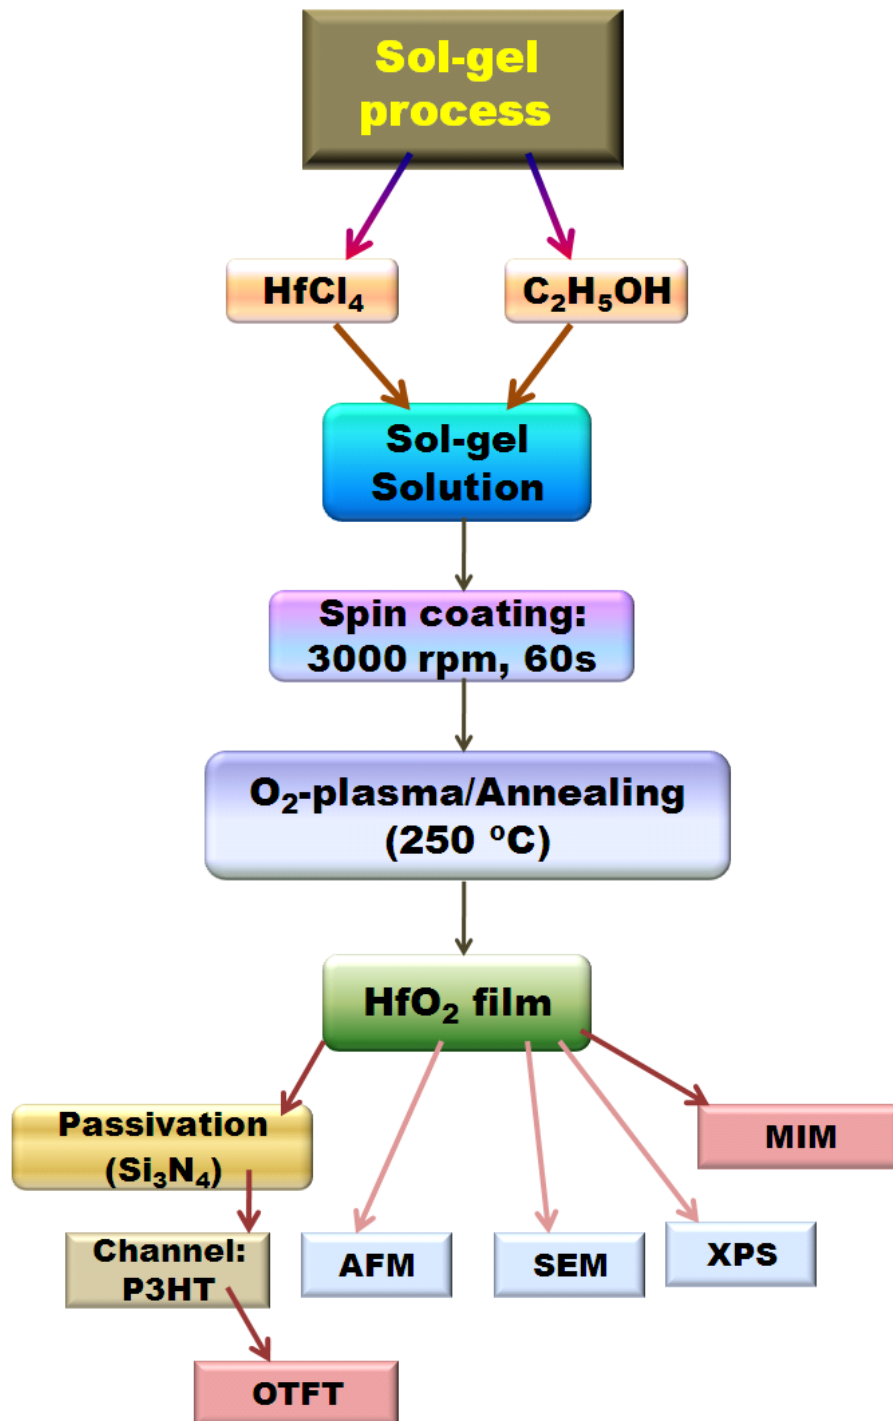 Sol-gel
process
HfCl₄
C₂H₅OH
Sol-gel
Solution
Spin coating:
3000 rpm, 60s
O₂-plasma/Annealing
(250 ºC)
HfO₂ film
Passivation
(Si₃N₄)
MIM
Channel:
P3HT
AFM
SEM
XPS
OTFT